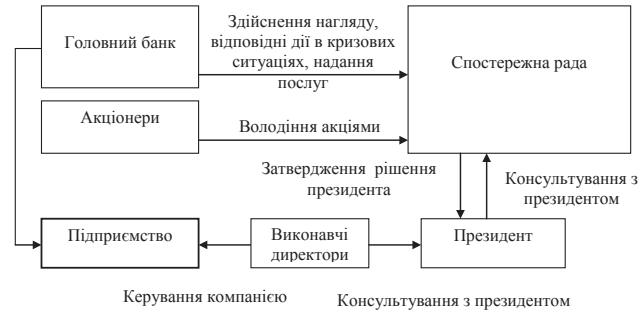 Головний банк
Здійснення нагляду,
відповідні дії в кризових
ситуаціях, надання
послуг
Спостережна рада
Акціонери
Володіння акціями
Затвердження рішення
президента
Консультування з
президентом
Підприємство
Виконавчі
директори
Президент
Керування компанією
Консультування з президентом